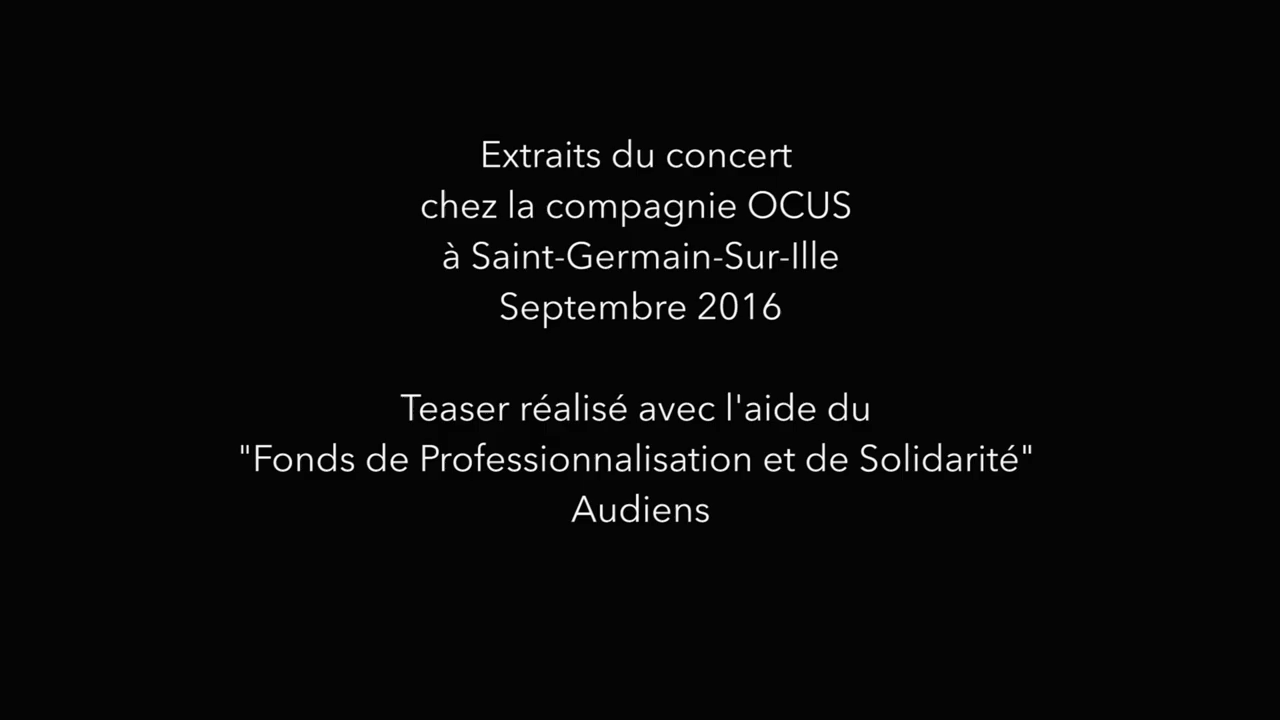 Extraits du concert
chez la compagnie OCUS
à Saint-Germain-Sur-Ille
Septembre 2016
Teaser réalisé avec l'aide du
"Fonds de Professionnalisation et de Solidarité"
Audiens